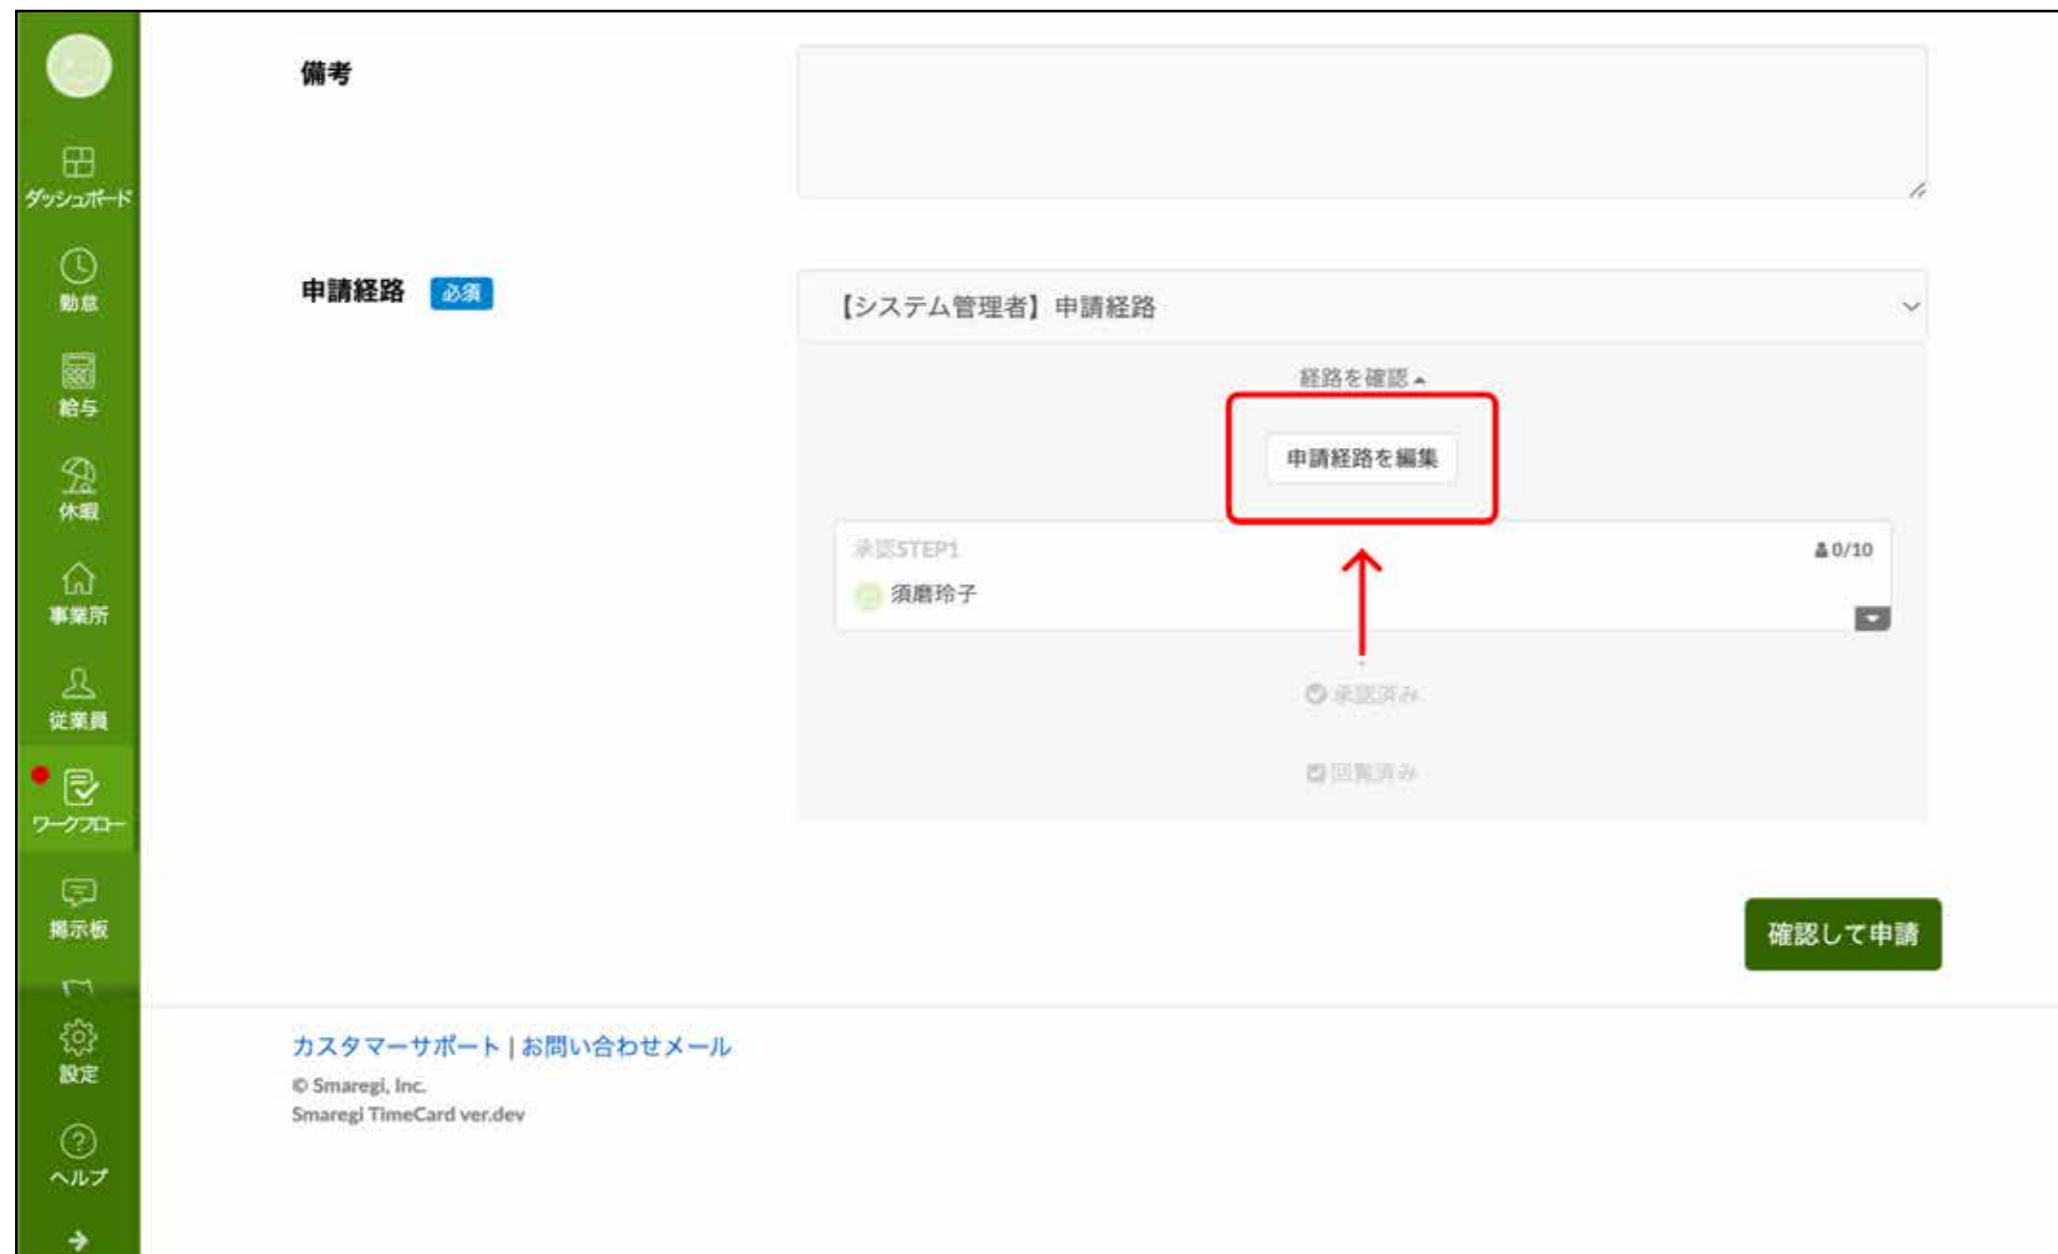 備考
ダッシュボード
勤怠
申請経路 必須
【システム管理者】申請経路
経路を確認
給与
申請経路を編集
休暇
承認STEP1
0/10
須磨玲子
事業所
承認済み
従業員
回覧済み
ワークフロー
掲示板
確認して申請
設定
カスタマーサポート | お問い合わせメール
© Smaregi, Inc.
Smaregi TimeCard ver.dev
ヘルプ